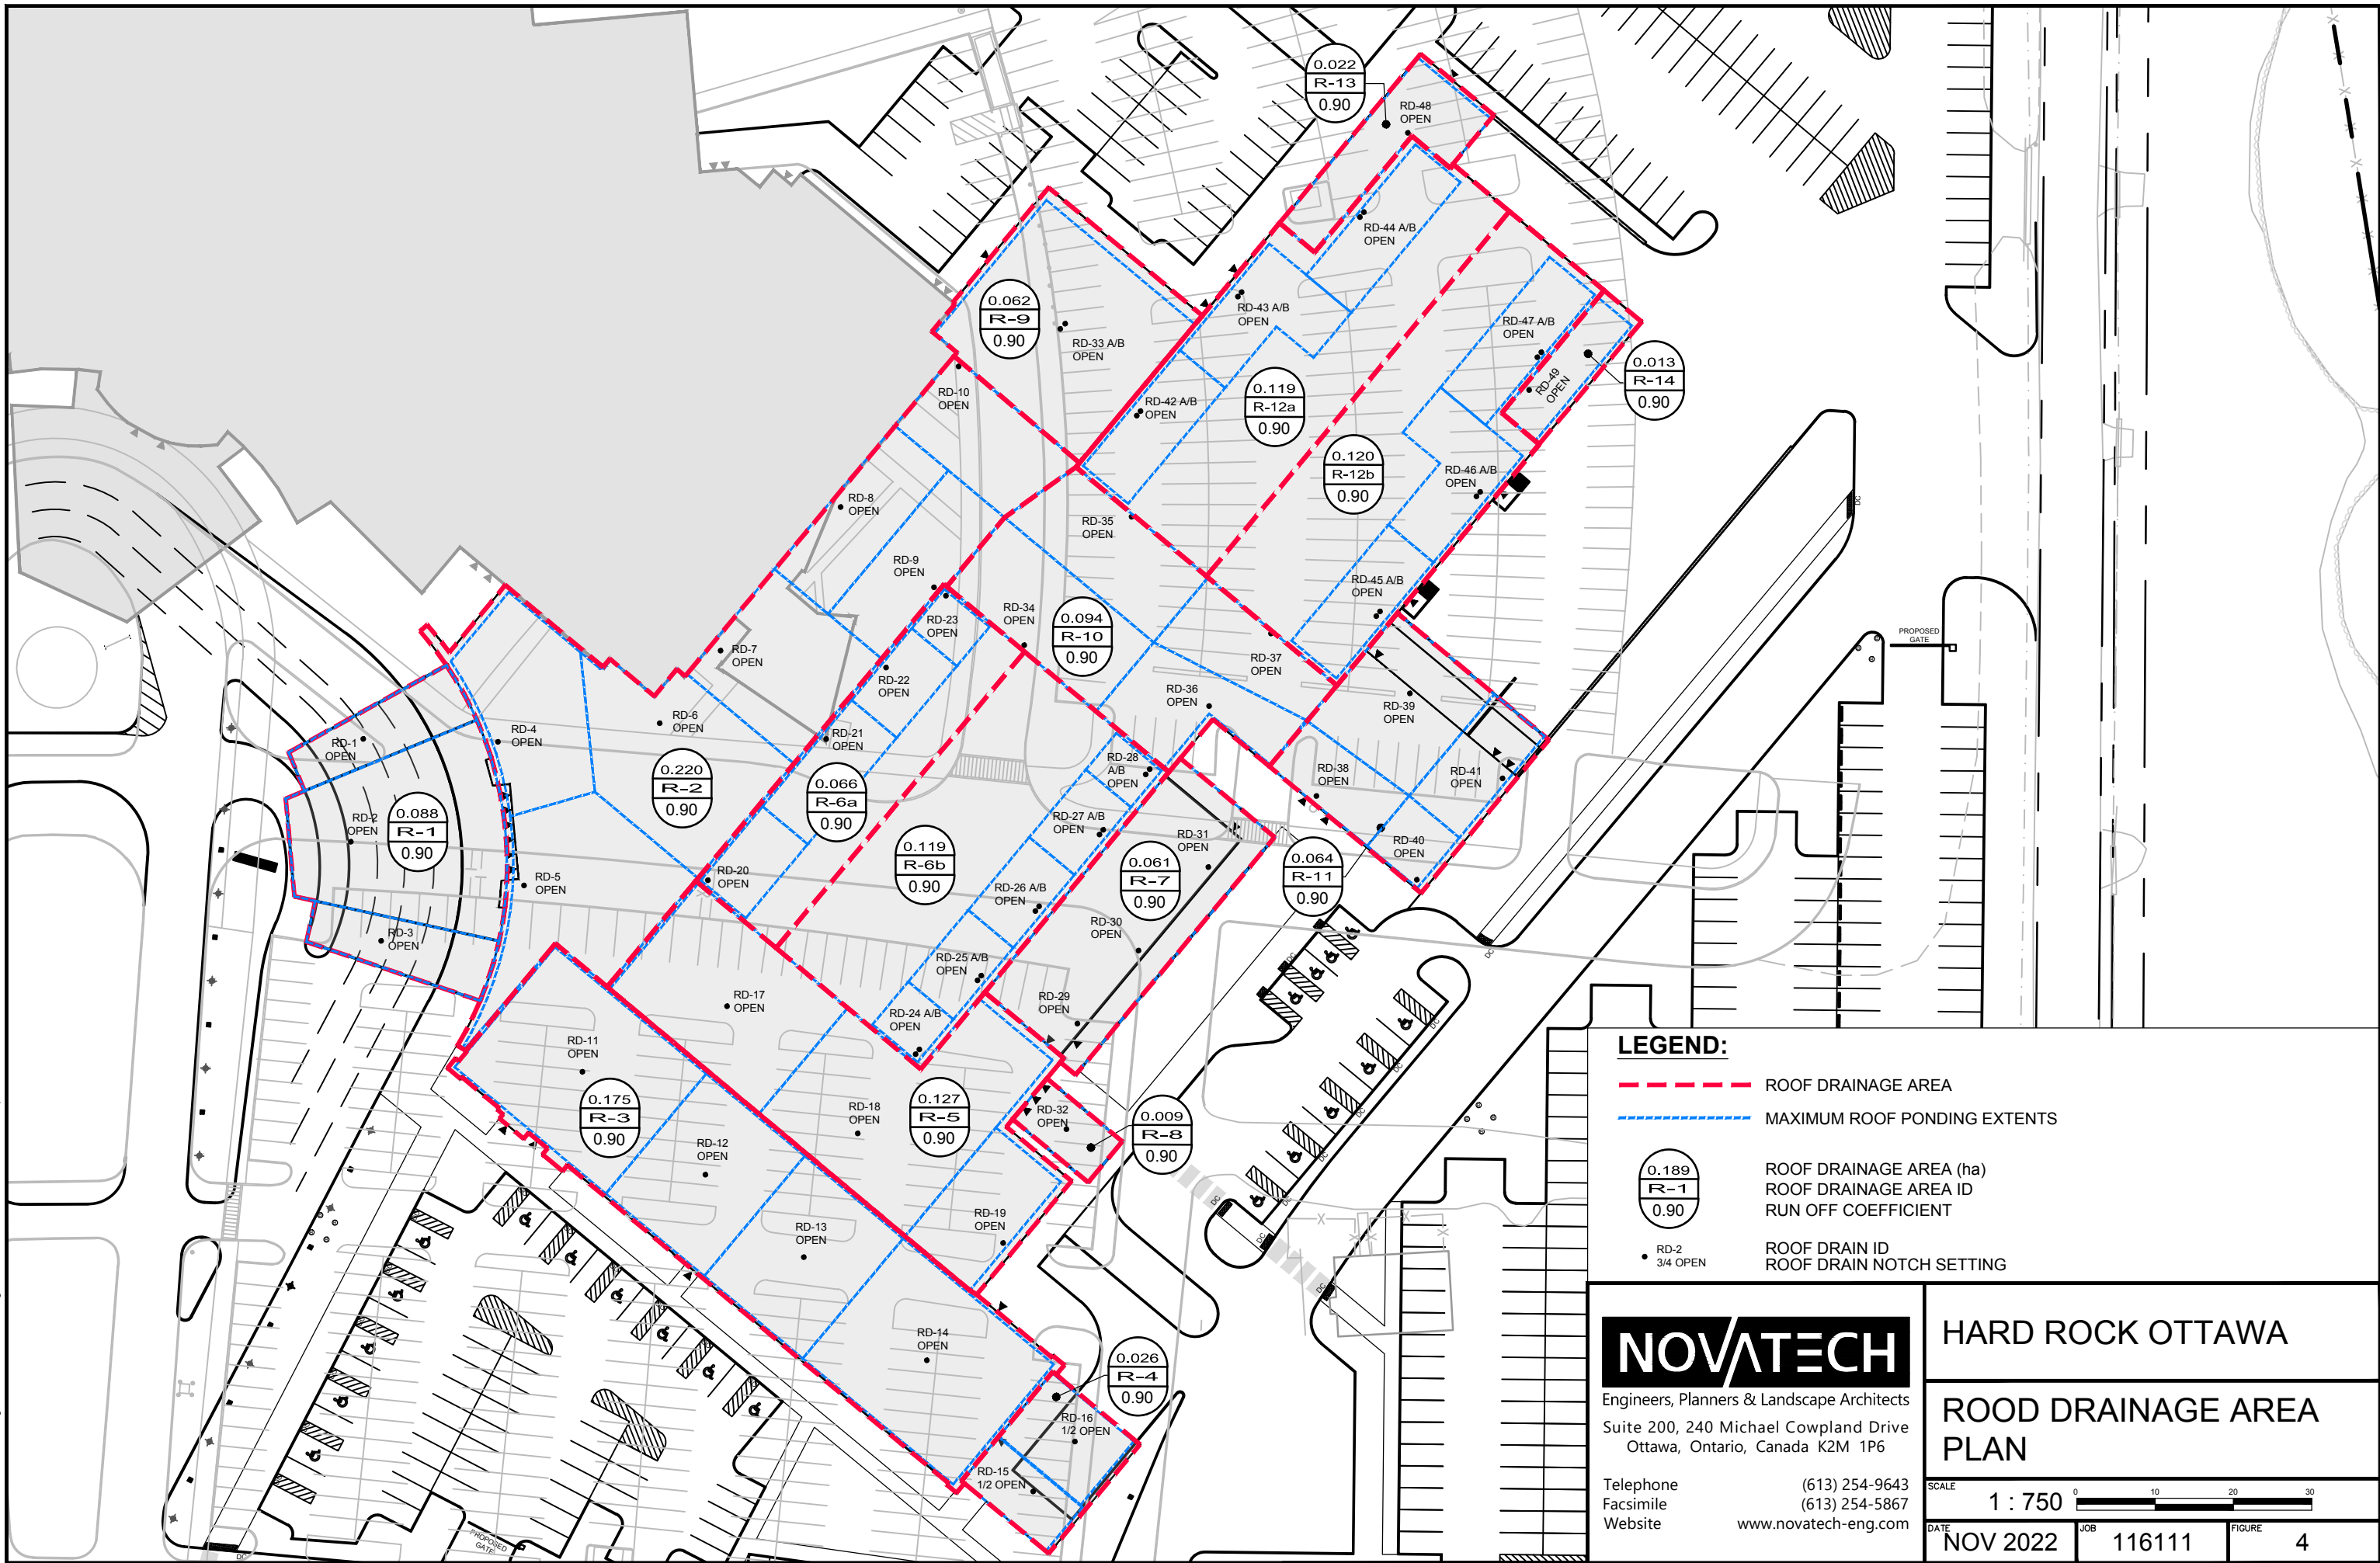 0.022
R-13
0.90
RD-48
OPEN
RD-44 A/B
OPEN
0.062
R-9
0.90
RD-43 A/B
OPEN
RD-33 A/B
OPEN
RD-47 A/B
OPEN
0.013
R-14
0.90
RD-49
OPEN
RD-10
OPEN
RD-42 A/B
OPEN
0.119
R-12a
0.90
0.120
R-12b
0.90
RD-46 A/B
OPEN
RD-8
OPEN
RD-35
OPEN
DC
RD-9
OPEN
RD-45 A/B
OPEN
RD-34
OPEN
RD-23
OPEN
0.094
R-10
0.90
PROPOSED
GATE
RD-7
OPEN
RD-37
OPEN
RD-22
OPEN
RD-36
OPEN
RD-39
OPEN
RD-6
OPEN
RD-4
OPEN
RD-21
OPEN
RD-1
OPEN
0.220
R-2
0.90
0.066
R-6a
0.90
RD-28
A/B
OPEN
RD-38
OPEN
RD-41
OPEN
0.088
R-1
0.90
RD-2
OPEN
RD-27 A/B
OPEN
RD-31
OPEN
RD-40
OPEN
0.119
R-6b
0.90
0.061
R-7
0.90
0.064
R-11
0.90
RD-5
OPEN
RD-20
OPEN
RD-26 A/B
OPEN
RD-3
OPEN
RD-30
OPEN
DC
DC
DC
RD-25 A/B
OPEN
RD-17
OPEN
RD-29
OPEN
RD-24 A/B
OPEN
DC
RD-11
OPEN
DC
0.175
R-3
0.90
RD-18
OPEN
0.127
R-5
0.90
RD-32
OPEN
0.009
R-8
0.90
DC
RD-12
OPEN
DC
RD-19
OPEN
DC
DC
DC
RD-13
OPEN
DC
RD-14
OPEN
0.026
R-4
0.90
RD-16
1/2 OPEN
RD-15
1/2 OPEN
PROPOSED
GATE
DC
LEGEND:
ROOF DRAINAGE AREA
MAXIMUM ROOF PONDING EXTENTS
0.189
R-1
0.90
ROOF DRAINAGE AREA (ha)
ROOF DRAINAGE AREA ID
RUN OFF COEFFICIENT
RD-2
3/4 OPEN
ROOF DRAIN ID
ROOF DRAIN NOTCH SETTING
NOVATECH
Engineers, Planners & Landscape Architects
Suite 200, 240 Michael Cowpland Drive
Ottawa, Ontario, Canada K2M 1P6
Telephone (613) 254-9643
Facsimile (613) 254-5867
Website www.novatech-eng.com
HARD ROCK OTTAWA
ROOD DRAINAGE AREA
PLAN
SCALE
1 : 750
0 10 20 30
DATE
NOV 2022
JOB
116111
FIGURE
4